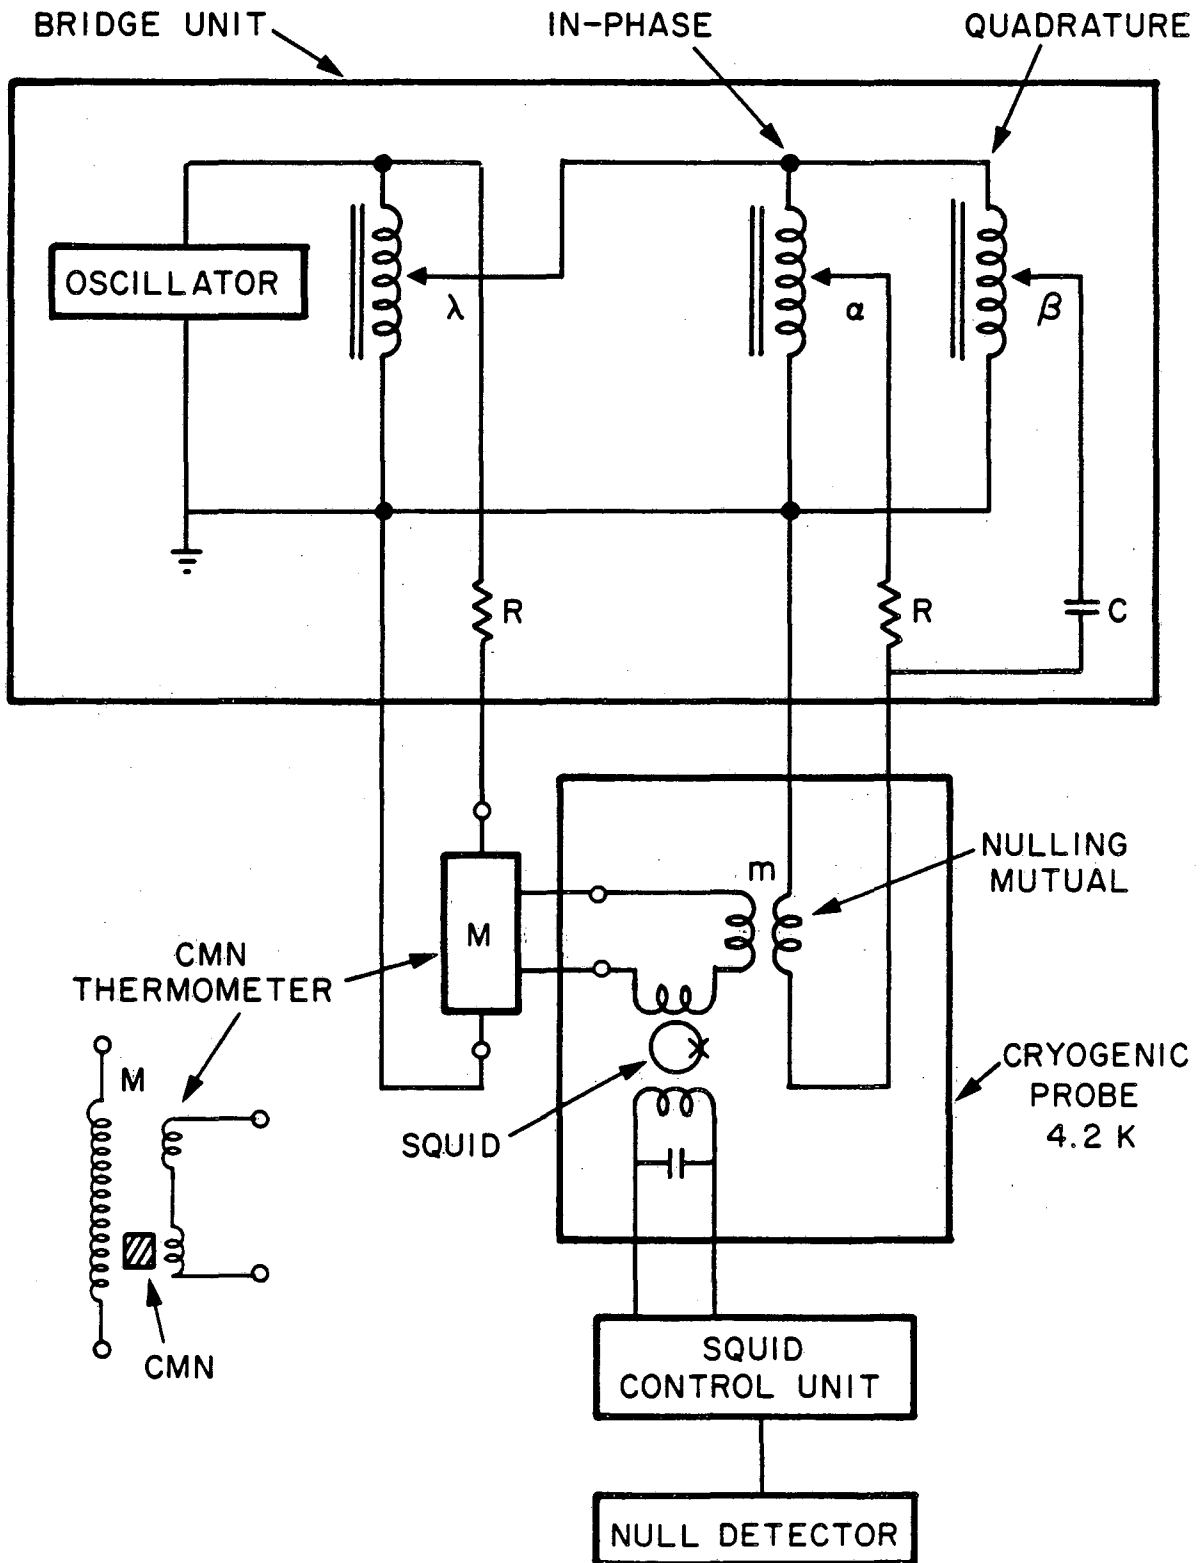 BRIDGE UNIT
IN-PHASE
QUADRATURE
OSCILLATOR
λ
α
β
R
R
C
m
NULLING
MUTUAL
M
CMN
THERMOMETER
M
SQUID
CRYOGENIC
PROBE
4.2 K
CMN
SQUID
CONTROL UNIT
NULL DETECTOR